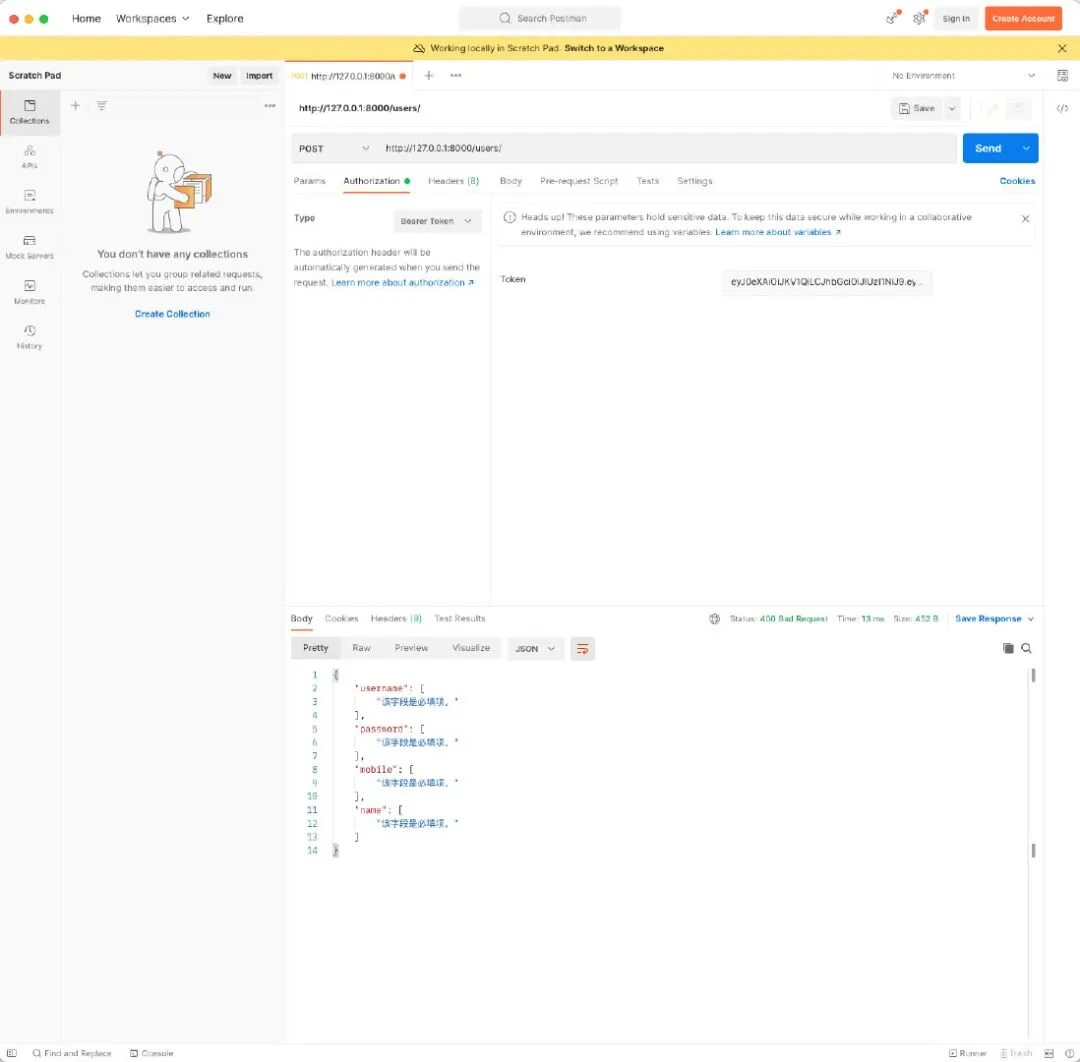 Home Workspaces Explore Search Postman Sign In Create Account
Working locally in Scratch Pad. Switch to a Workspace
Scratch Pad New Import POST http://127.0.0.1:8000/u No Environment
Collections
APIs
Environments
Mock Servers
Monitors
History
You don't have any collections
Collections let you group related requests,
making them easier to access and run.
Create Collection
http://127.0.0.1:8000/users/ Save
POST http://127.0.0.1:8000/users/ Send
Params Authorization Headers (8) Body Pre-request Script Tests Settings Cookies
Type Bearer Token
The authorization header will be
automatically generated when you send the
request. Learn more about authorization ↗
Heads up! These parameters hold sensitive data. To keep this data secure while working in a collaborative
environment, we recommend using variables. Learn more about variables ↗
Token
Body Cookies Headers (9) Test Results Status: 400 Bad Request Time: 13 ms Size: 452 B Save Response
Pretty Raw Preview Visualize JSON
1 {
2 "username": [
3 "该字段是必填项。"
4 ],
5 "password": [
6 "该字段是必填项。"
7 ],
8 "mobile": [
9 "该字段是必填项。"
10 ],
11 "name": [
12 "该字段是必填项。"
13 ]
14 }
Find and Replace Console Runner Trash